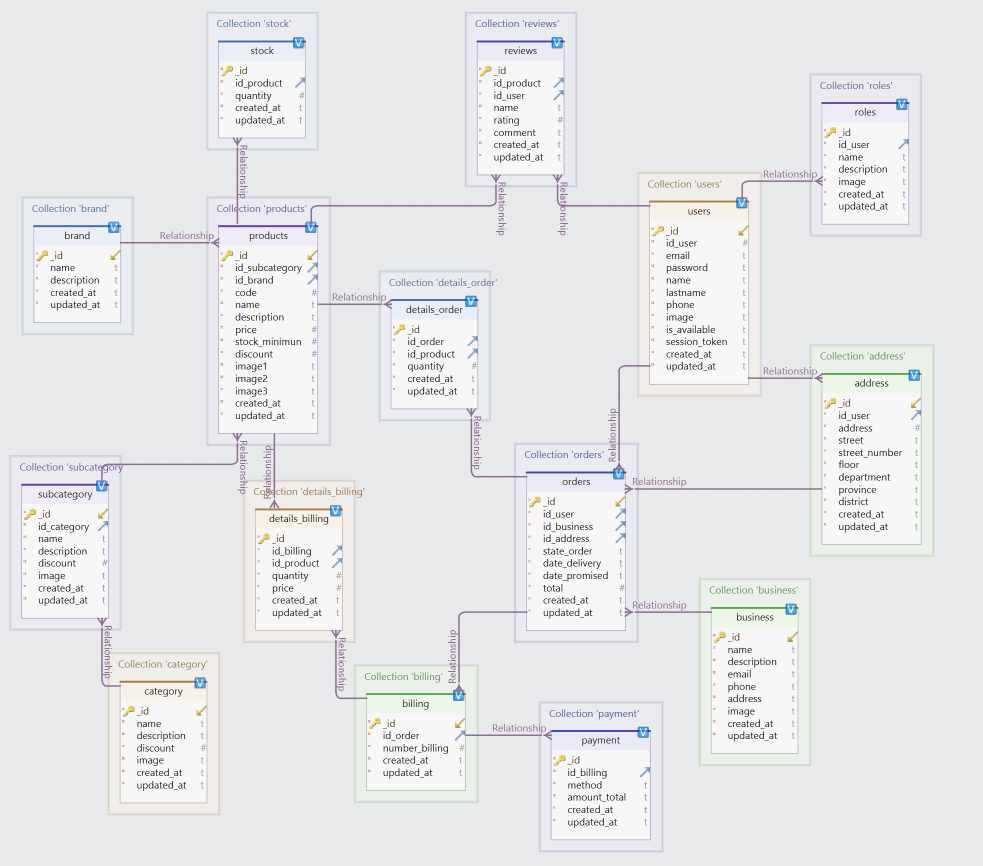 Collection 'stock'
stock
_id
id_product
quantity #
created_at t
updated_at t
Relationship
Collection 'reviews'
reviews
_id
id_product
id_user
name t
rating #
comment t
created_at t
updated_at t
Relationship
Relationship
Collection 'roles'
roles
_id
id_user
name t
description t
image t
created_at t
updated_at t
Relationship
Collection 'users'
users
_id
id_user #
email t
password t
name t
lastname t
phone t
image t
is_available t
session_token t
created_at t
updated_at t
Relationship
Relationship
Collection 'brand'
brand
_id
name t
description t
created_at t
updated_at t
Relationship
Collection 'products'
products
_id
id_subcategory
id_brand
code #
name t
description t
price #
stock_minimun #
discount #
image1 t
image2 t
image3 t
created_at t
updated_at t
Relationship
Relationship
Relationship
Collection 'details_order'
details_order
_id
id_order
id_product
quantity #
created_at t
updated_at t
Relationship
Collection 'address'
address
_id
id_user
address #
street t
street_number t
floor t
department t
province t
district t
created_at t
updated_at t
Collection 'subcategory
subcategory
_id
id_category
name t
description t
discount #
image t
created_at t
updated_at t
Relationship
Collection 'details_billing'
details_billing
_id
id_billing
id_product
quantity #
price #
created_at t
updated_at t
Relationship
Collection 'orders'
orders
_id
id_user
id_business
id_address
state_order t
date_delivery t
date_promised t
total #
created_at t
updated_at t
Relationship
Relationship
Relationship
Collection 'business'
business
_id
name t
description t
email t
phone t
address t
image t
created_at t
updated_at t
Collection 'category'
category
_id
name t
description t
discount #
image t
created_at t
updated_at t
Collection 'billing'
billing
_id
id_order
number_billing #
created_at t
updated_at t
Relationship
Collection 'payment'
payment
_id
id_billing
method t
amount_total t
created_at t
updated_at t